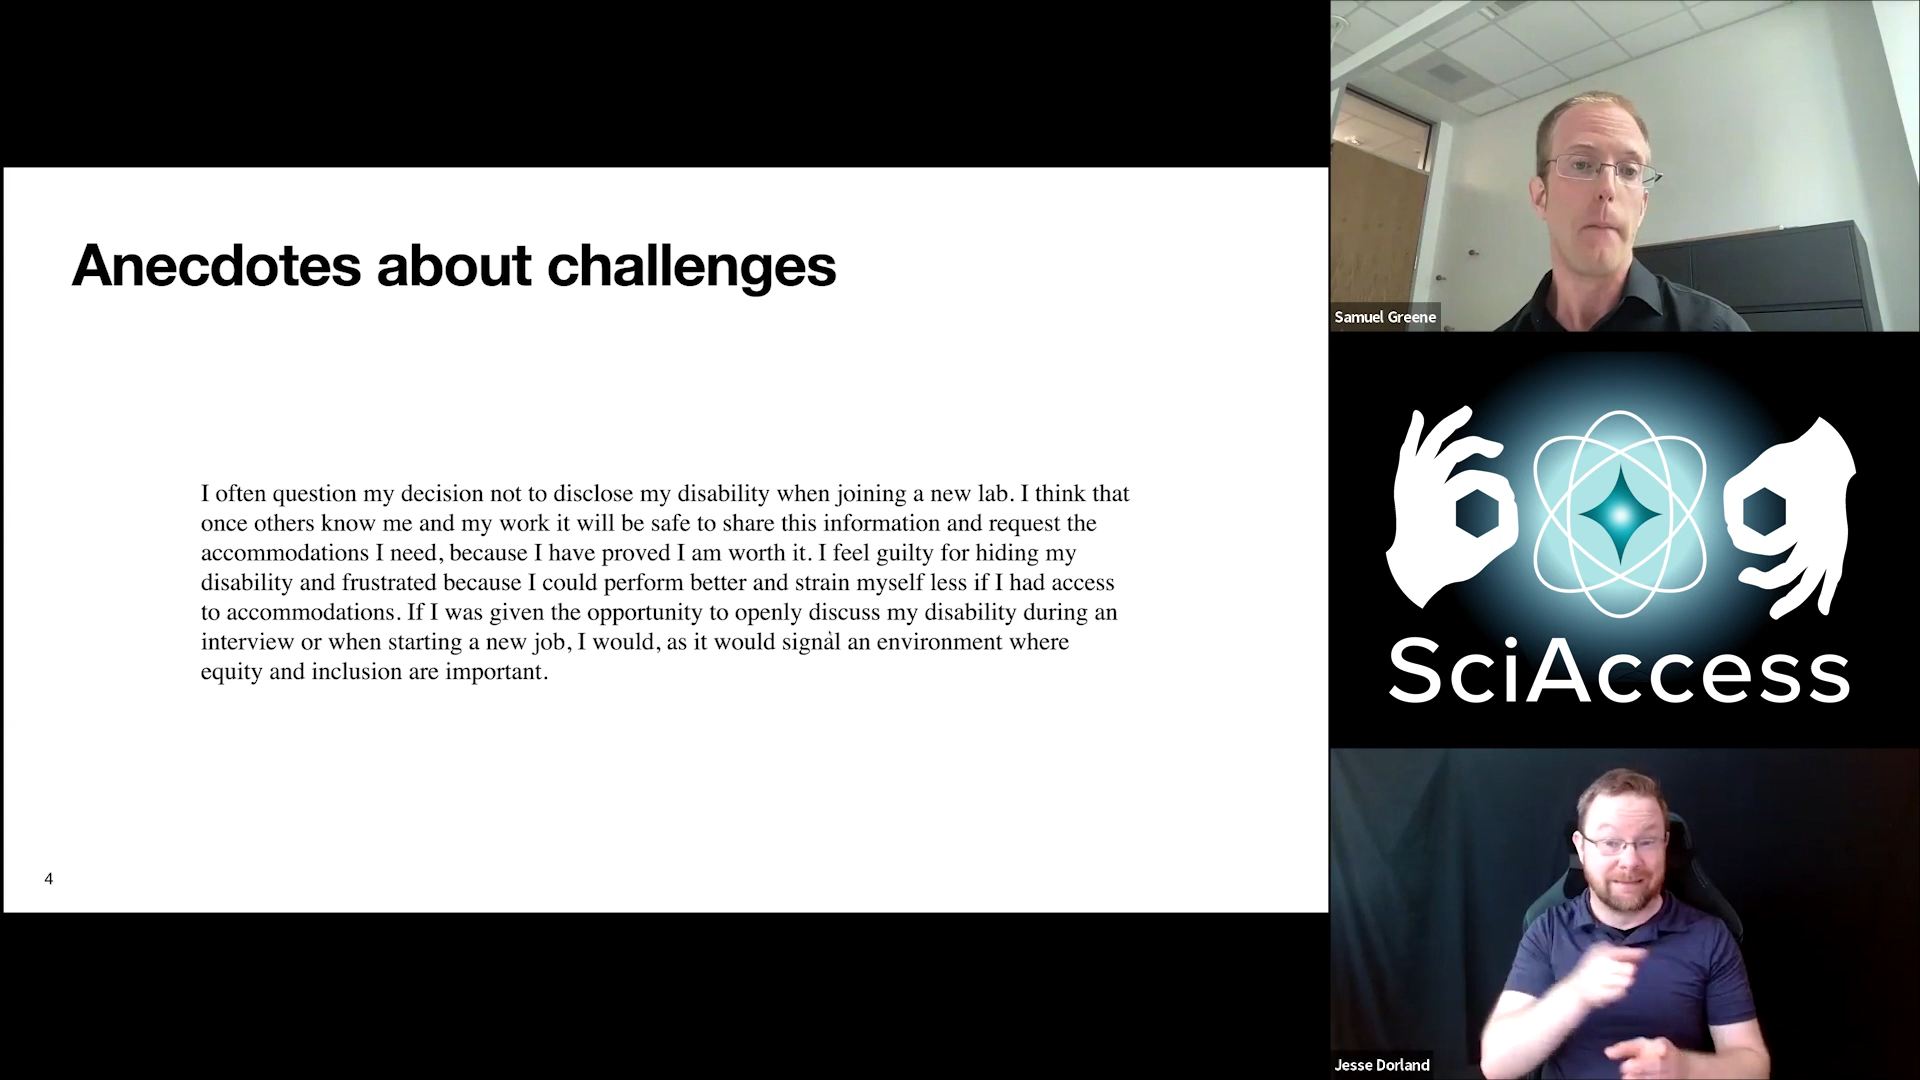 Anecdotes about challenges
I often question my decision not to disclose my disability when joining a new lab. I think that
once others know me and my work it will be safe to share this information and request the
accommodations I need, because I have proved I am worth it. I feel guilty for hiding my
disability and frustrated because I could perform better and strain myself less if I had access
to accommodations. If I was given the opportunity to openly discuss my disability during an
interview or when starting a new job, I would, as it would signal an environment where
equity and inclusion are important.
4
Samuel Greene
SciAccess
Jesse Dorland